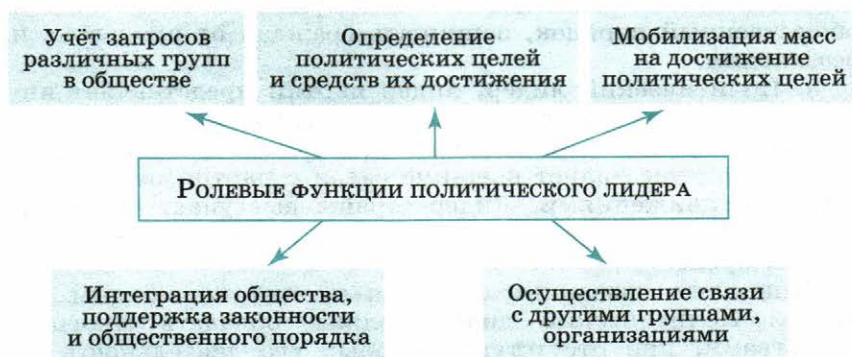 Учёт запросов
различных групп
в обществе
Определение
политических целей
и средств их достижения
Мобилизация масс
на достижение
политических целей
РОЛЕВЫЕ ФУНКЦИИ ПОЛИТИЧЕСКОГО ЛИДЕРА
Интеграция общества,
поддержка законности
и общественного порядка
Осуществление связи
с другими группами,
организациями